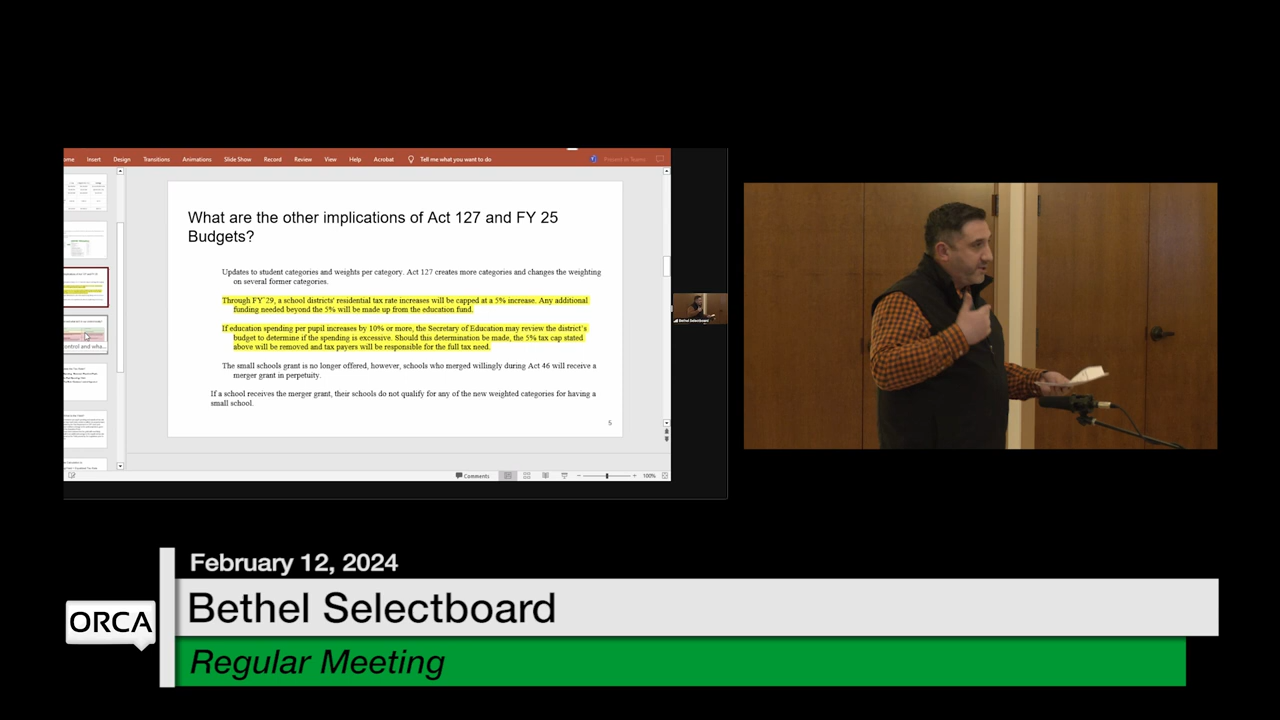 ome Insert Design Transitions Animations Slide Show Record Review View Help Acrobat Tell me what you want to do Present in Teams
What are the other implications of Act 127 and FY 25
Budgets?
Updates to student categories and weights per category. Act 127 creates more categories and changes the weighting
on several former categories.
Through FY'29, a school districts' residential tax rate increases will be capped at a 5% increase. Any additional
funding needed beyond the 5% will be made up from the education fund.
If education spending per pupil increases by 10% or more, the Secretary of Education may review the district's
budget to determine if the spending is excessive. Should this determination be made, the 5% tax cap stated
above will be removed and tax payers will be responsible for the full tax need.
The small schools grant is no longer offered, however, schools who merged willingly during Act 46 will receive a
merger grant in perpetuity.
If a school receives the merger grant, their schools do not qualify for any of the new weighted categories for having a
small school.
5
ontrol and wha...
Comments
100%
Bethel Selectboard
February 12, 2024
ORCA
Bethel Selectboard
Regular Meeting